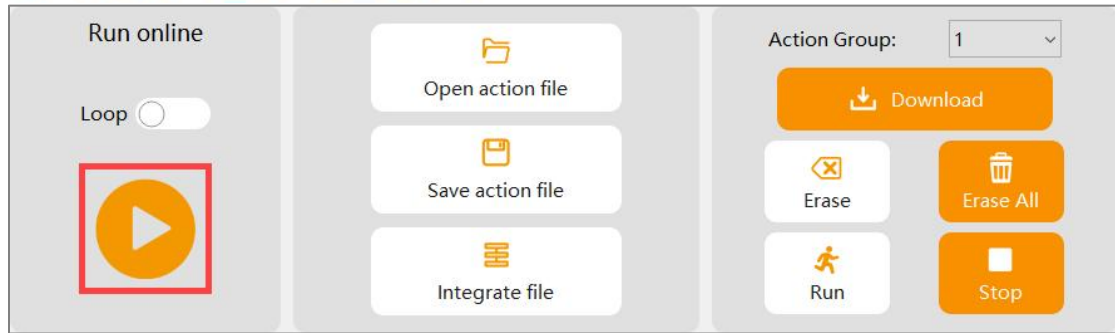 Run online
Loop
Open action file
Save action file
Integrate file
Action Group:
1
Download
Erase
Erase All
Run
Stop